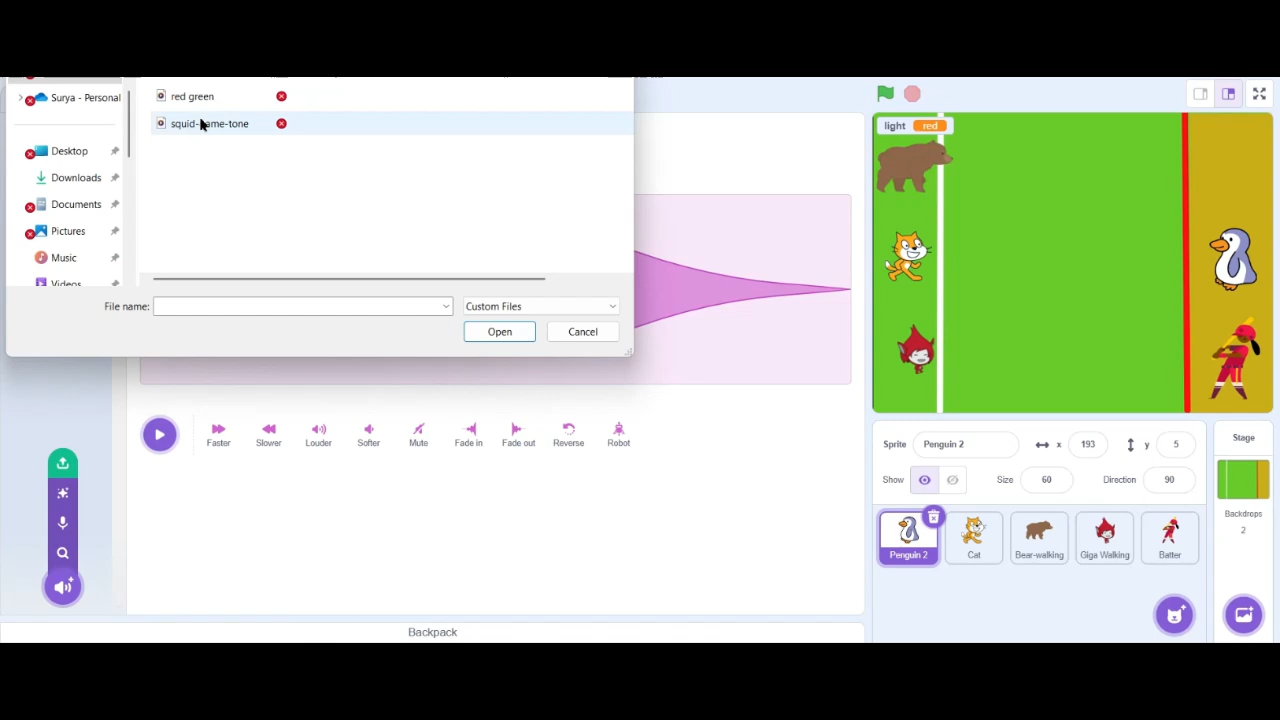 red green
Surya - Personal
squid-game-tone
Desktop
Downloads
Documents
Pictures
Music
Videos
File name:
Custom Files
Open
Cancel
Faster
Slower
Louder
Softer
Mute
Fade in
Fade out
Reverse
Robot
Backpack
light red
Sprite Penguin 2 x 193 y 5
Show Size 60 Direction 90
Penguin 2
Cat
Bear-walking
Giga Walking
Batter
Stage
Backdrops
2